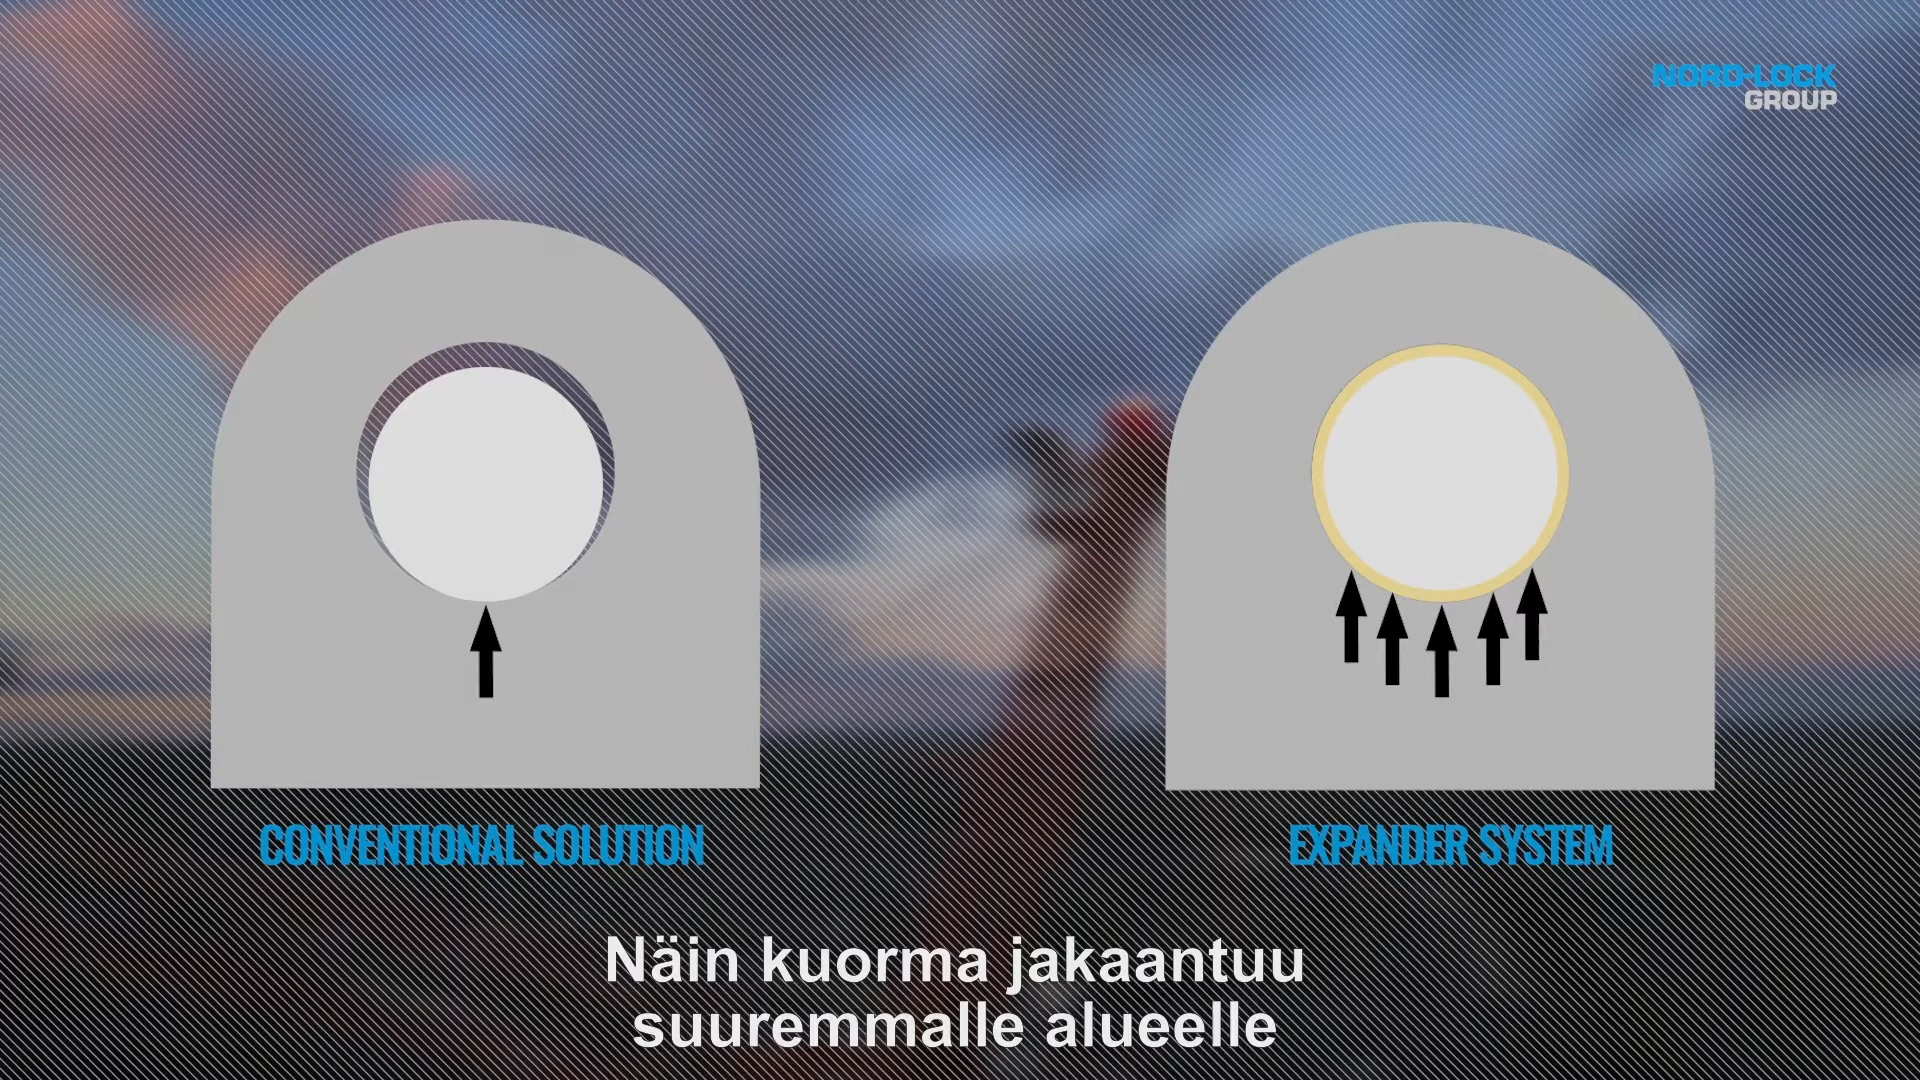 NORD-LOCK
GROUP
CONVENTIONAL SOLUTION
EXPANDER SYSTEM
Näin kuorma jakaantuu
suuremmalle alueelle